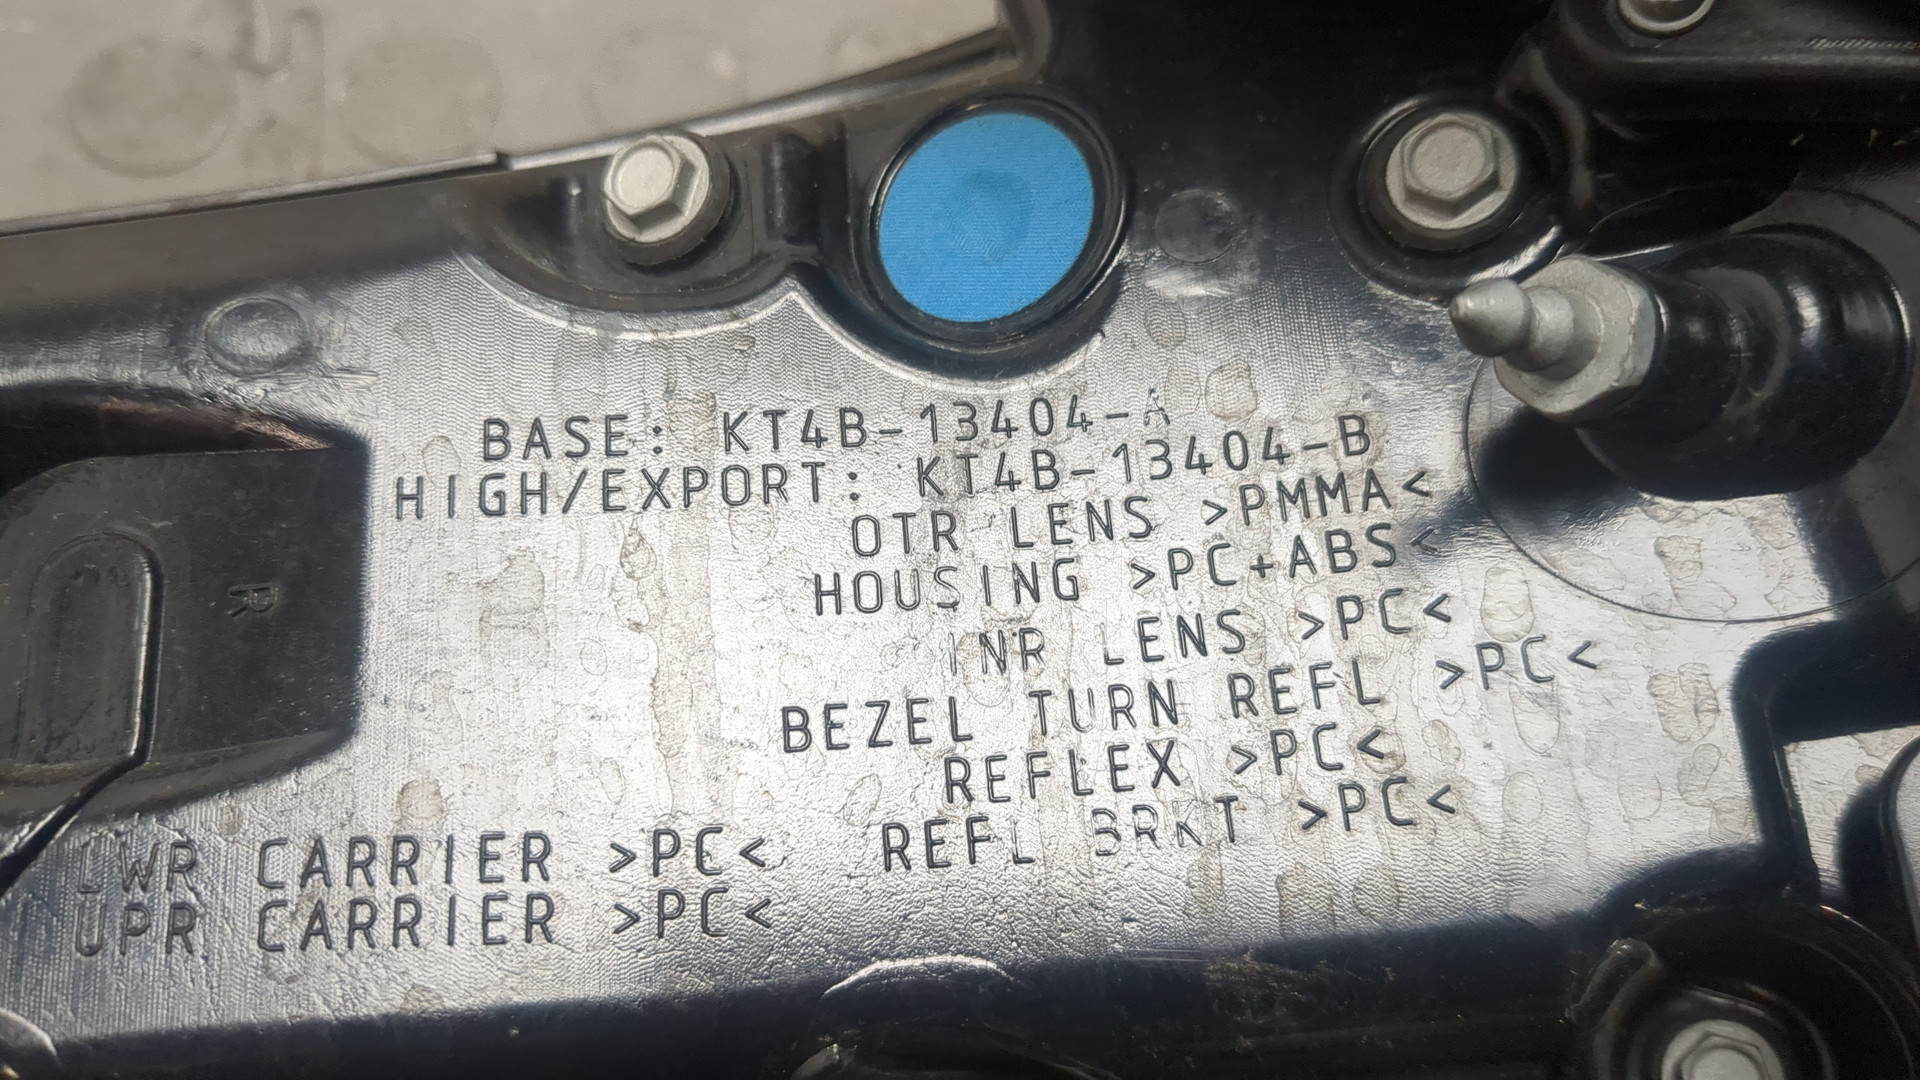 BASE: KT4B-13404-A
HIGH/EXPORT: KT4B-13404-B
OTR LENS >PMMA<
HOUSING >PC+ABS<
INR LENS >PC<
BEZEL TURN REFL >PC<
REFLEX >PC<
REFL BRKT >PC<
LWR CARRIER >PC<
UPR CARRIER >PC<
R